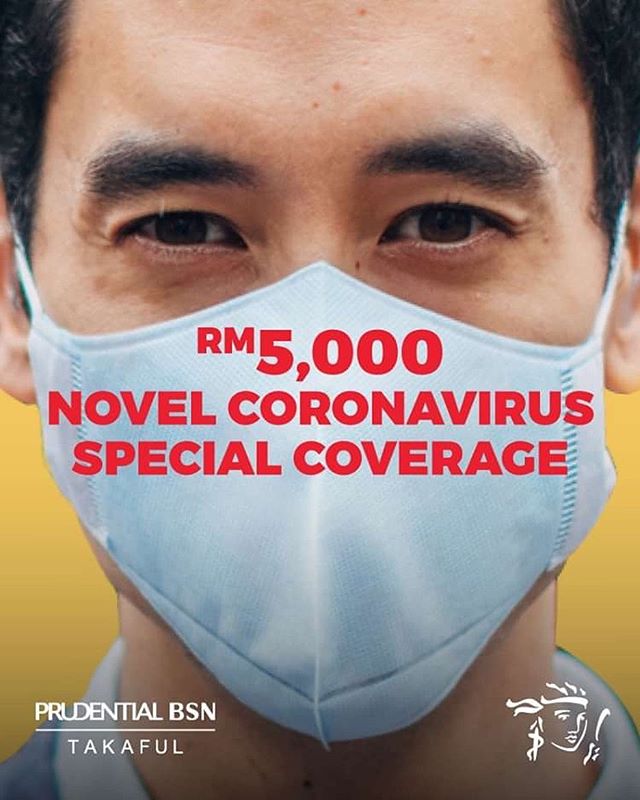 RM5,000
NOVEL CORONAVIRUS
SPECIAL COVERAGE
PRUDENTIAL BSN
TAKAFUL